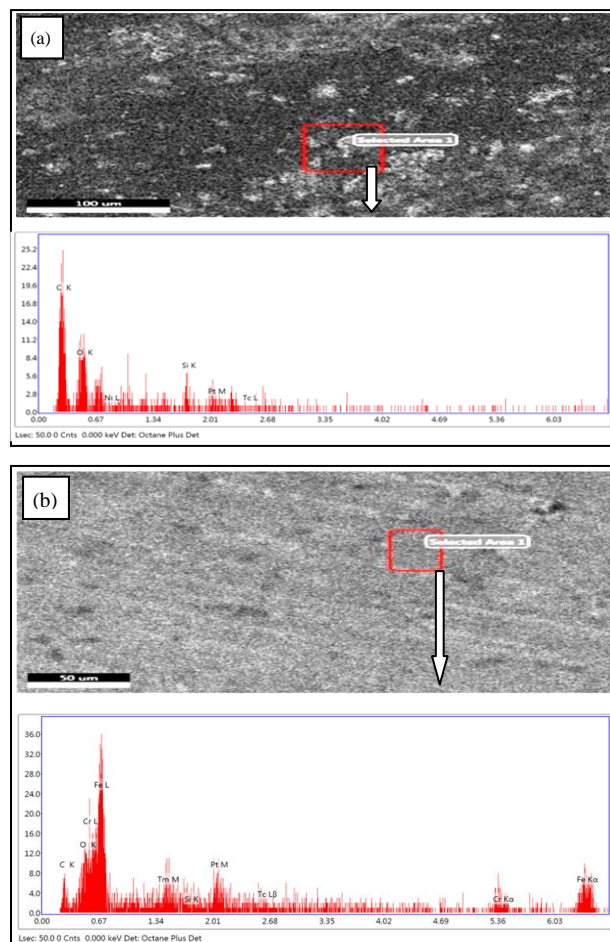 (a)
Selected Area 1
100 um
25.2
22.4
19.6
16.8
14.0
11.2
8.4
5.6
2.8
0.0
C K
O K
Ni L
Si K
Pt M
Tc L
0.00 0.67 1.34 2.01 2.68 3.35 4.02 4.69 5.36 6.03
Lsec: 50.0 0 Cnts 0.000 keV Det: Octane Plus Det
(b)
Selected Area 1
50 um
36.0
32.0
28.0
24.0
20.0
16.0
12.0
8.0
4.0
0.0
Fe L
Cr L
O K
C K
Tm M
Si K
Pt M
Tc Lβ
Cr Kα
Fe Kα
0.00 0.67 1.34 2.01 2.68 3.35 4.02 4.69 5.36 6.03
Lsec: 50.0 0 Cnts 0.000 keV Det: Octane Plus Det